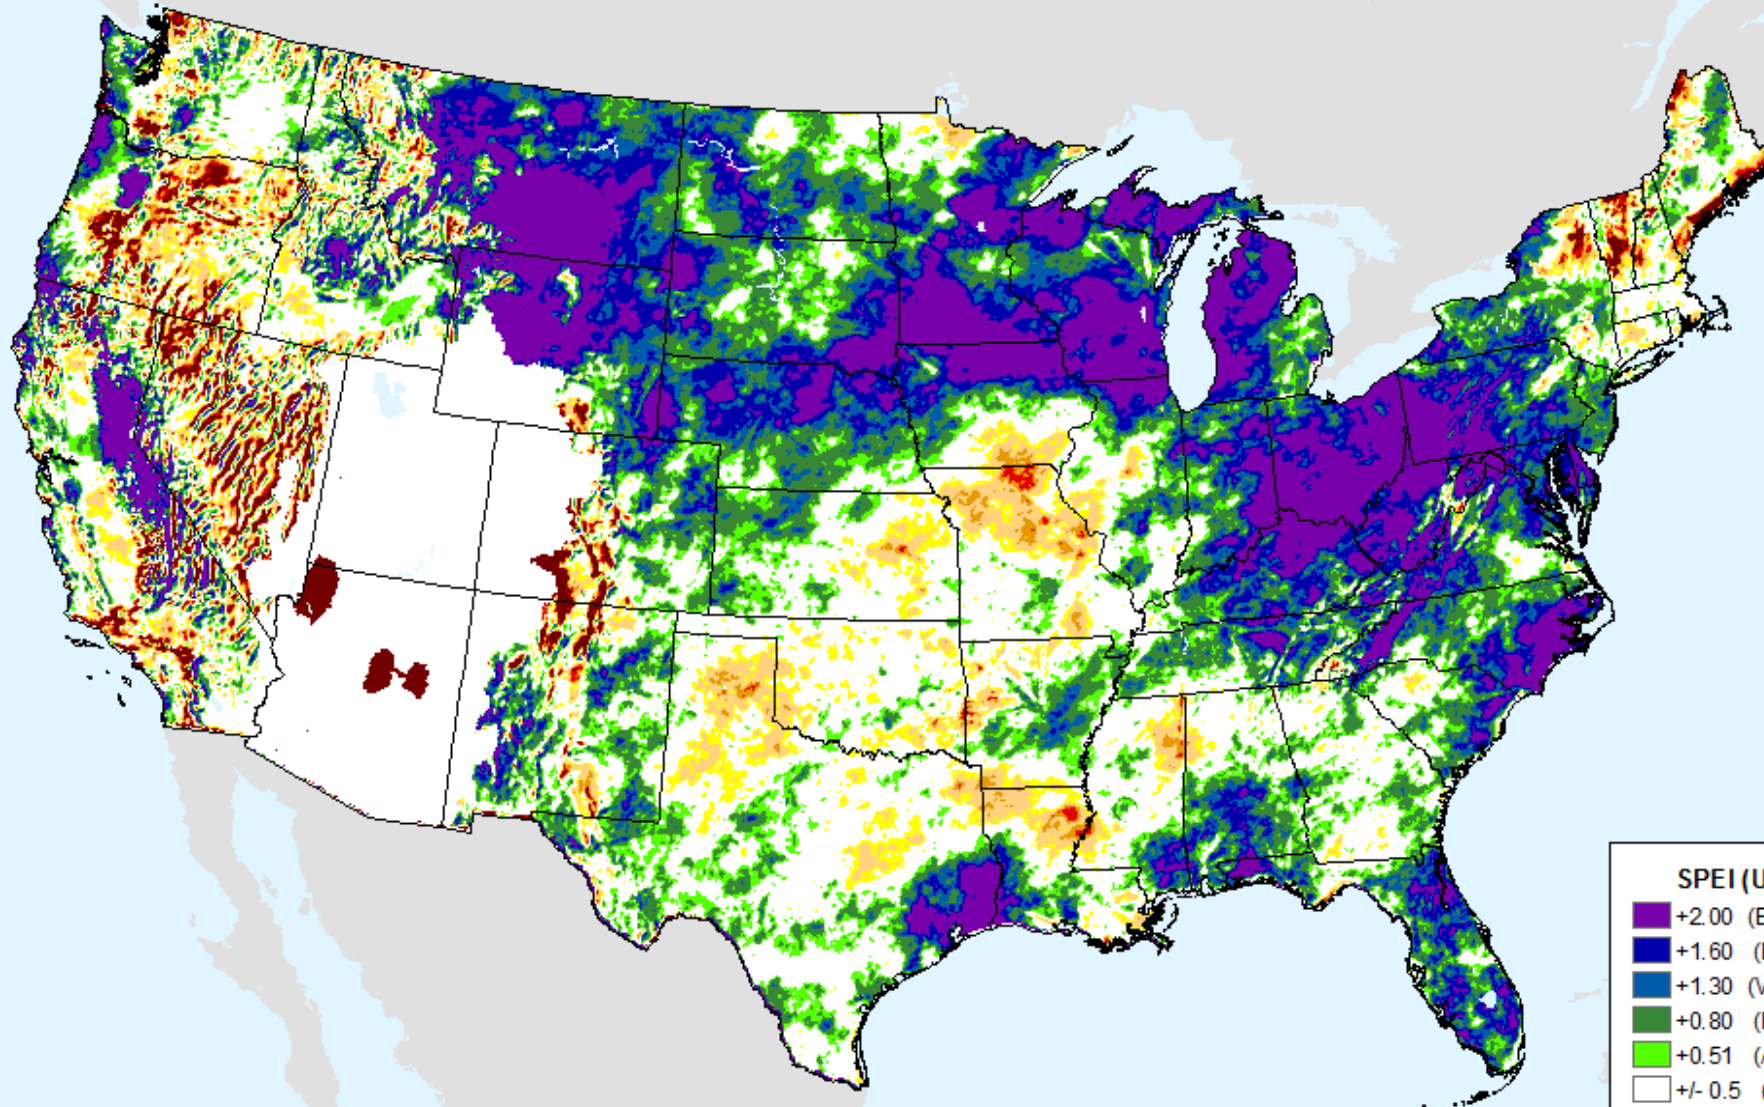 SPEI (U
+2.00 (E
+1.60 (
+1.30 (V
+0.80 (
+0.51 (
+/- 0.5 (